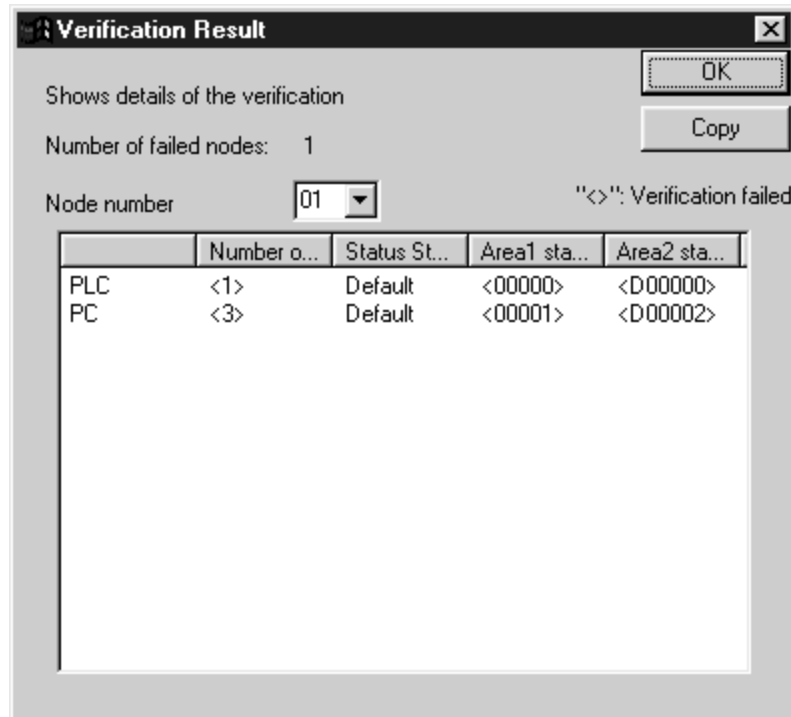 Verification Result
OK
Shows details of the verification
Copy
Number of failed nodes: 1
Node number 01 "<>": Verification failed
Number o... Status St... Area1 sta... Area2 sta...
PLC <1> Default <00000> <D00000>
PC <3> Default <00001> <D00002>